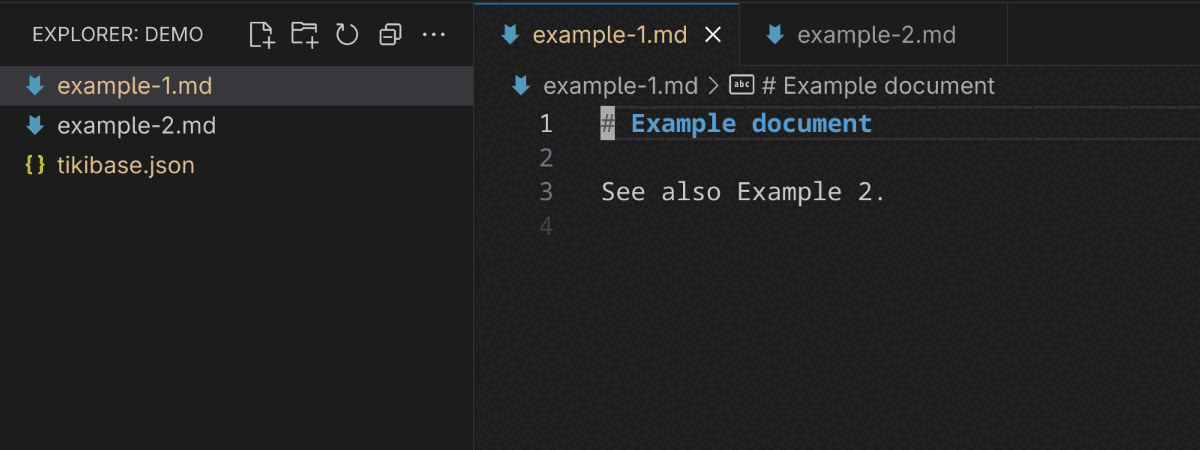 EXPLORER: DEMO
example-1.md
example-2.md
{} tikibase.json
example-1.md
example-2.md
example-1.md > abc # Example document
1 # Example document
2
3 See also Example 2.
4